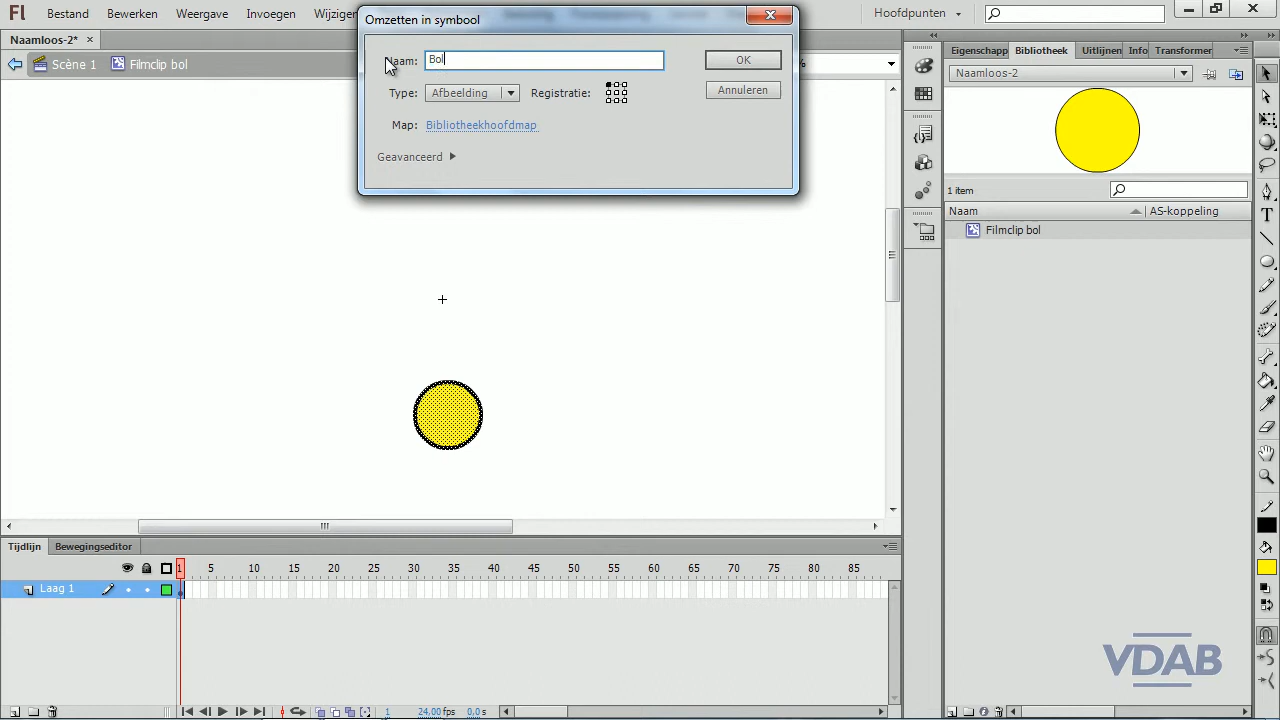 Fl Bestand Bewerken Weergave Invoegen Wijzigen Hoofdpunten
Omzetten in symbool
Naam: Bol OK
Type: Afbeelding Registratie: Annuleren
Map: Bibliotheekhoofdmap
Geavanceerd
Naamloos-2*
Scène 1 Filmclip bol %
Eigenschapp Bibliotheek Uitlijnen Info Transformer
Naamloos-2
1 item
Naam AS-koppeling
Filmclip bol
Tijdlijn Bewegingseditor
1 5 10 15 20 25 30 35 40 45 50 55 60 65 70 75 80 85
Laag 1
1 24,00 fps 0,0 s
T
VDAB